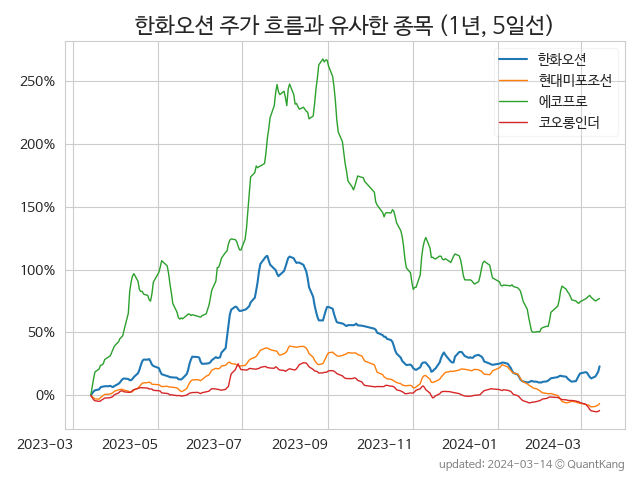 한화오션 주가 흐름과 유사한 종목 (1년, 5일선)
한화오션
현대미포조선
에코프로
코오롱인더
250%
200%
150%
100%
50%
0%
2023-03 2023-05 2023-07 2023-09 2023-11 2024-01 2024-03
updated: 2024-03-14 © QuantKang